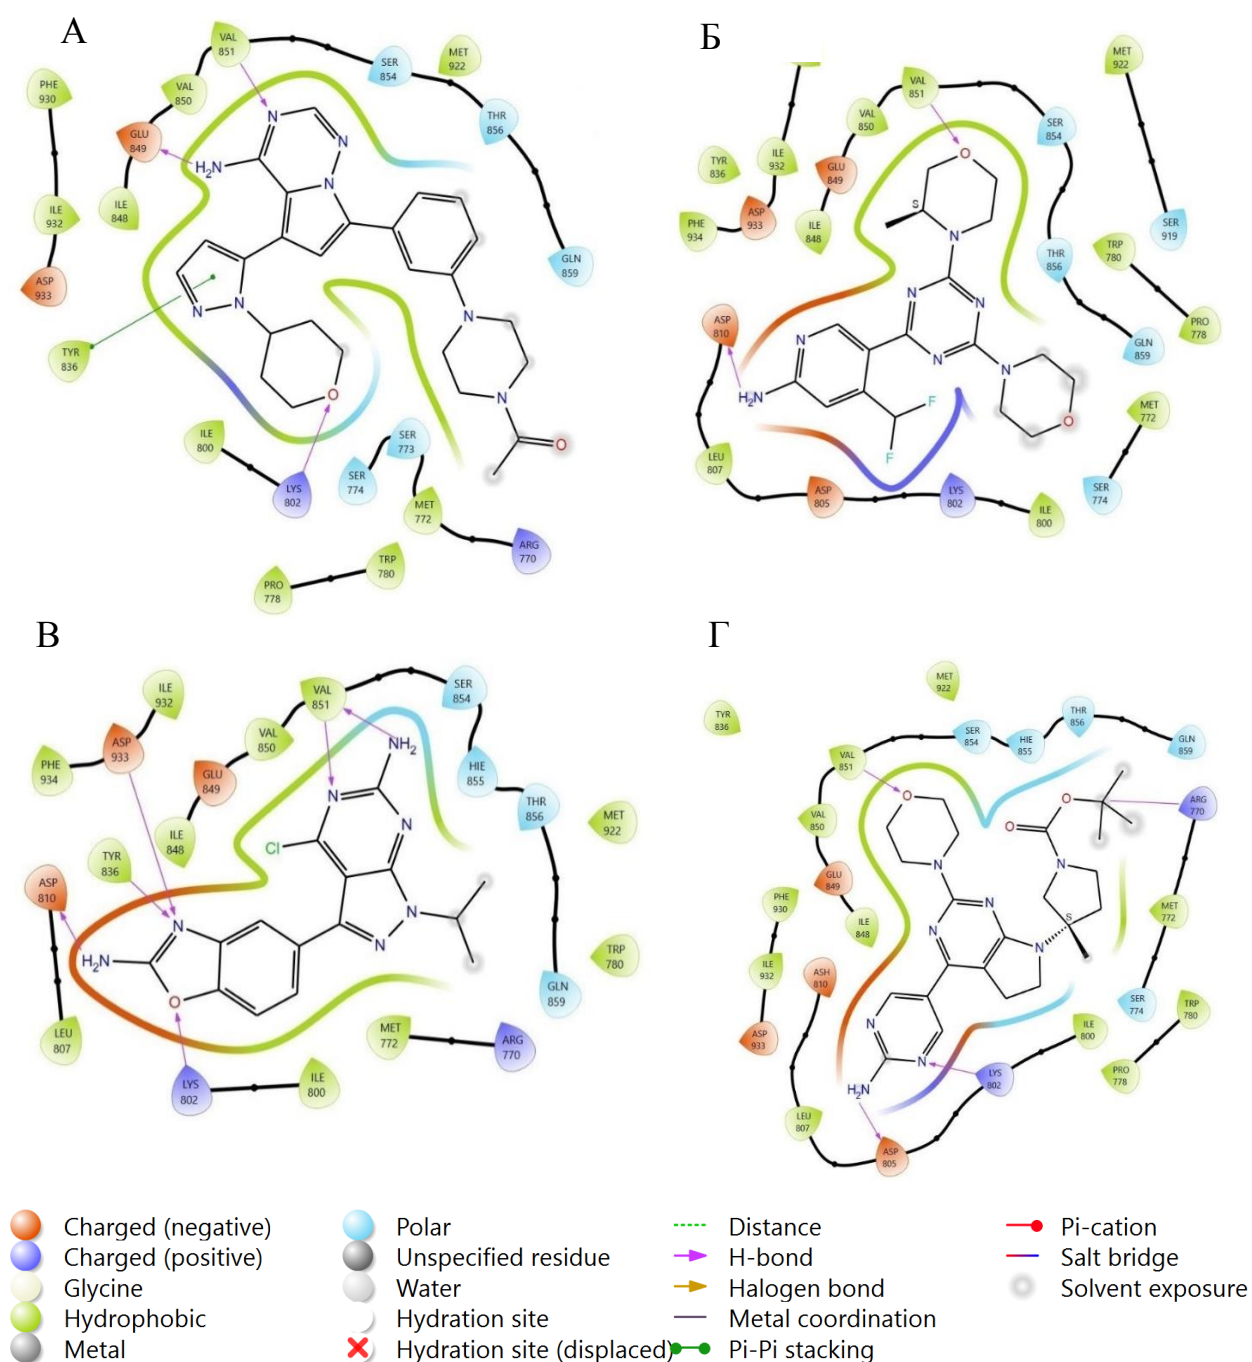 А
VAL
851
SER
854
MET
922
PHE
930
VAL
850
GLU
849
THR
856
ILE
932
ILE
848
ASP
933
GLN
859
TYR
836
ILE
800
LYS
802
SER
773
SER
774
MET
772
ARG
770
TRP
780
PRO
778
N
N
N
H₂N
N
N
O
N
N
O
Б
VAL
851
MET
922
VAL
850
SER
854
TYR
836
ILE
932
GLU
849
PHE
934
ASP
933
ILE
848
SER
919
THR
856
TRP
780
ASP
810
PRO
778
GLN
859
MET
772
LEU
807
ASP
805
LYS
802
ILE
800
SER
774
O
S
N
N
N
N
N
H₂N
F
F
N
O
В
ILE
932
VAL
851
SER
854
ASP
933
VAL
850
PHE
934
GLU
849
HIE
855
THR
856
MET
922
ILE
848
TYR
836
ASP
810
TRP
780
GLN
859
LEU
807
MET
772
ARG
770
LYS
802
ILE
800
NH₂
N
N
Cl
N
N
N
H₂N
O
Г
MET
922
TYR
836
THR
856
SER
854
HIE
855
GLN
859
VAL
851
ARG
770
VAL
850
GLU
849
PHE
930
ILE
848
MET
772
ILE
932
ASH
810
SER
774
TRP
780
ASP
933
ILE
800
LYS
802
PRO
778
LEU
807
ASP
805
O
O
O
N
N
N
N
S
N
N
N
H₂N
Charged (negative)
Charged (positive)
Glycine
Hydrophobic
Metal
Polar
Unspecified residue
Water
Hydration site
Hydration site (displaced)
Distance
H-bond
Halogen bond
Metal coordination
Pi-Pi stacking
Pi-cation
Salt bridge
Solvent exposure